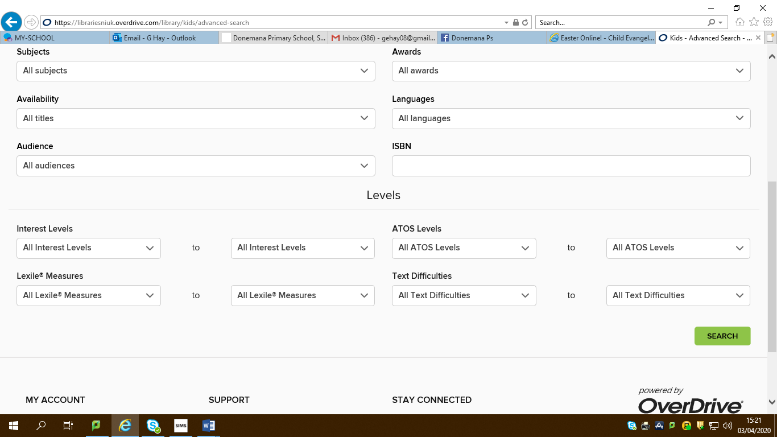 https://librariesniuk.overdrive.com/library/kids/advanced-search
Search...
MY-SCHOOL
Email - G Hay - Outlook
Donemana Primary School, S...
Inbox (386) - gehay05@gmail...
Donemana Ps
Easter Online! - Child Evangel...
Kids - Advanced Search - ...
Subjects
Awards
All subjects
All awards
Availability
Languages
All titles
All languages
Audience
ISBN
All audiences
Levels
Interest Levels
ATOS Levels
All Interest Levels to All Interest Levels
All ATOS Levels to All ATOS Levels
Lexile® Measures
Text Difficulties
All Lexile® Measures to All Lexile® Measures
All Text Difficulties to All Text Difficulties
SEARCH
powered by
OverDrive®
MY ACCOUNT
SUPPORT
STAY CONNECTED
SIMS
15:21
03/04/2020